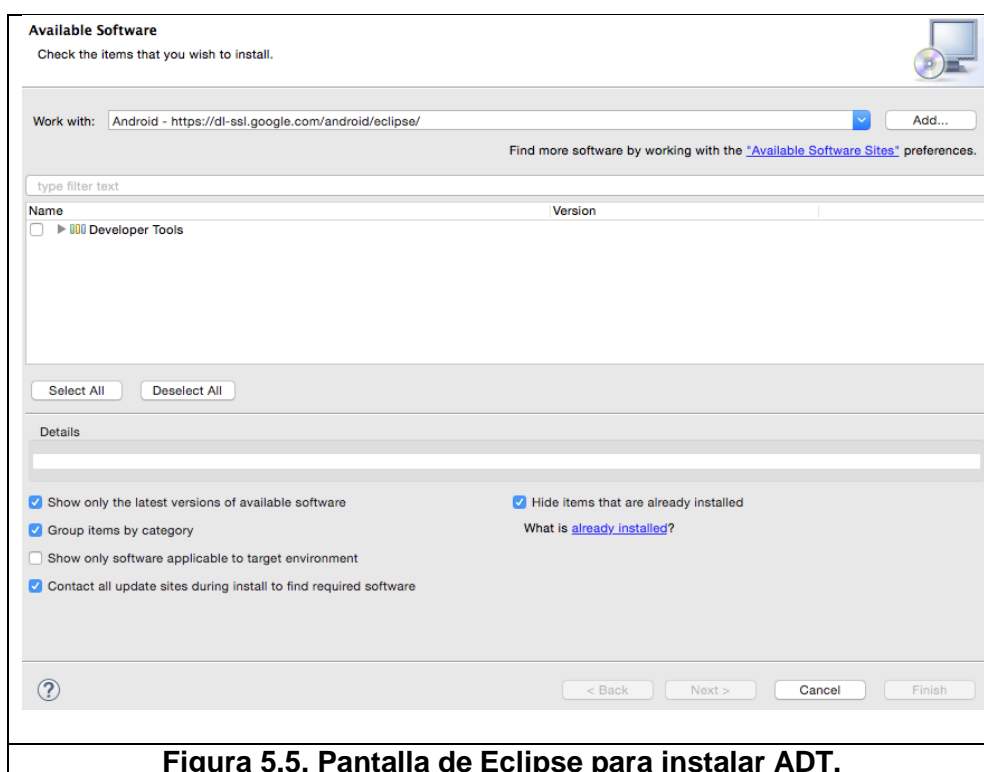 Available Software
Check the items that you wish to install.
Work with: Android - https://dl-ssl.google.com/android/eclipse/ Add...
Find more software by working with the "Available Software Sites" preferences.
type filter text
Name Version
Developer Tools
Select All Deselect All
Details
Show only the latest versions of available software Hide items that are already installed
Group items by category What is already installed?
Show only software applicable to target environment
Contact all update sites during install to find required software
? < Back Next > Cancel Finish
Figura 5.5. Pantalla de Eclipse para instalar ADT.